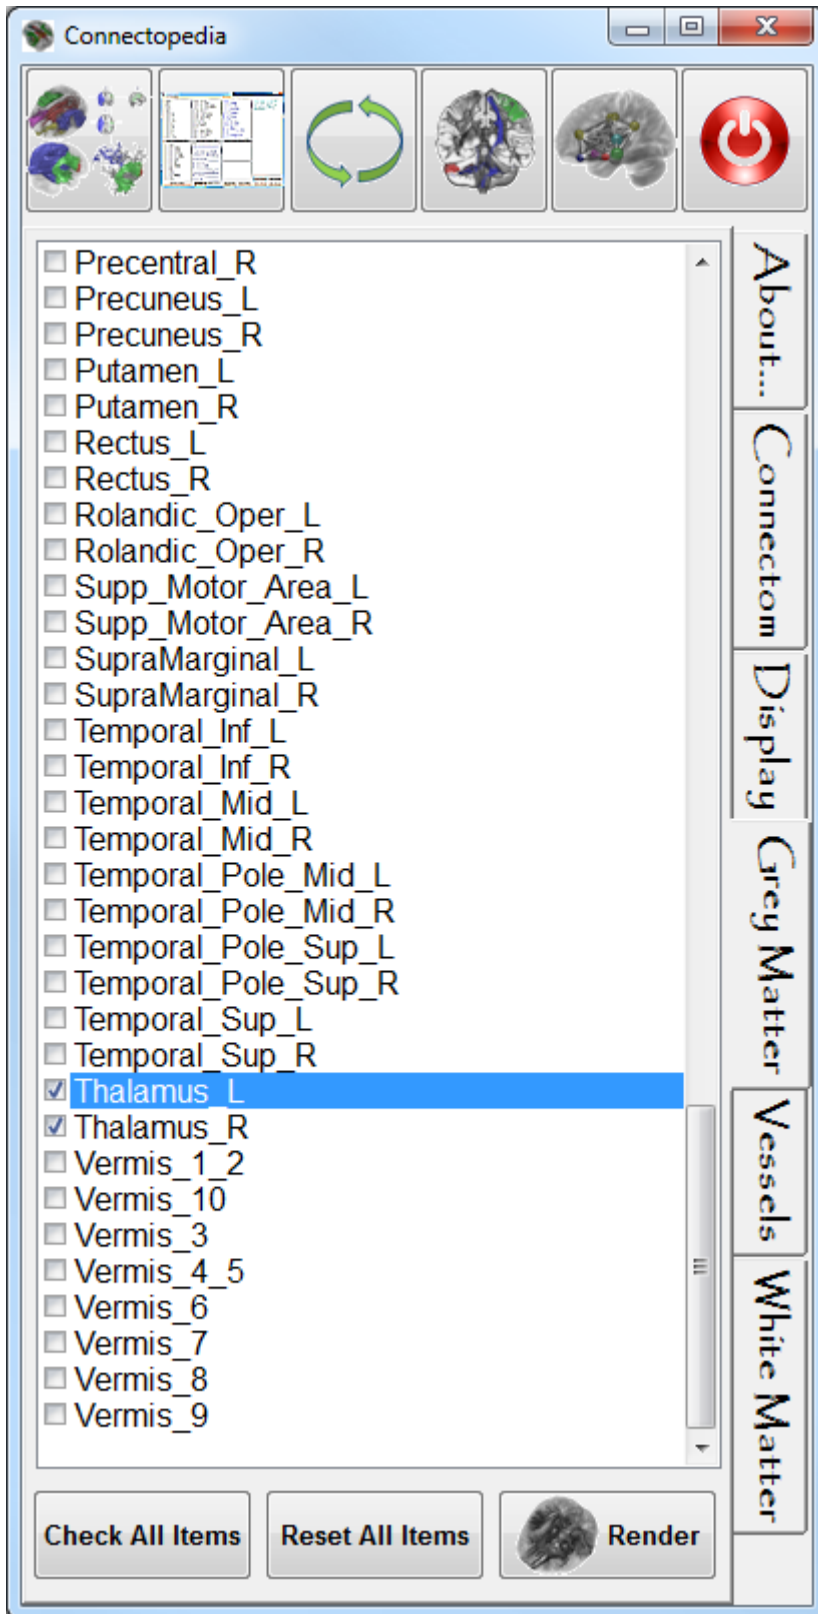 Connectopedia
Precentral_R
Precuneus_L
Precuneus_R
Putamen_L
Putamen_R
Rectus_L
Rectus_R
Rolandic_Oper_L
Rolandic_Oper_R
Supp_Motor_Area_L
Supp_Motor_Area_R
SupraMarginal_L
SupraMarginal_R
Temporal_Inf_L
Temporal_Inf_R
Temporal_Mid_L
Temporal_Mid_R
Temporal_Pole_Mid_L
Temporal_Pole_Mid_R
Temporal_Pole_Sup_L
Temporal_Pole_Sup_R
Temporal_Sup_L
Temporal_Sup_R
Thalamus_L
Thalamus_R
Vermis_1_2
Vermis_10
Vermis_3
Vermis_4_5
Vermis_6
Vermis_7
Vermis_8
Vermis_9
About...
Connectom
Display
Grey Matter
Vessels
White Matter
Check All Items
Reset All Items
Render